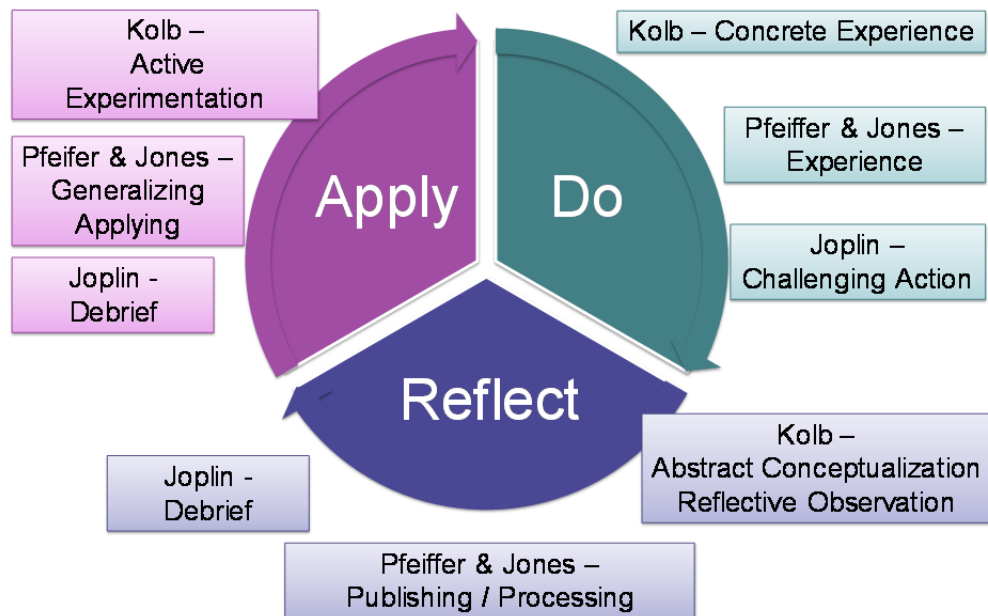 Kolb –
Active
Experimentation
Pfeifer & Jones –
Generalizing
Applying
Joplin -
Debrief
Apply
Do
Reflect
Kolb – Concrete Experience
Pfeiffer & Jones –
Experience
Joplin –
Challenging Action
Kolb –
Abstract Conceptualization
Reflective Observation
Joplin -
Debrief
Pfeiffer & Jones –
Publishing / Processing